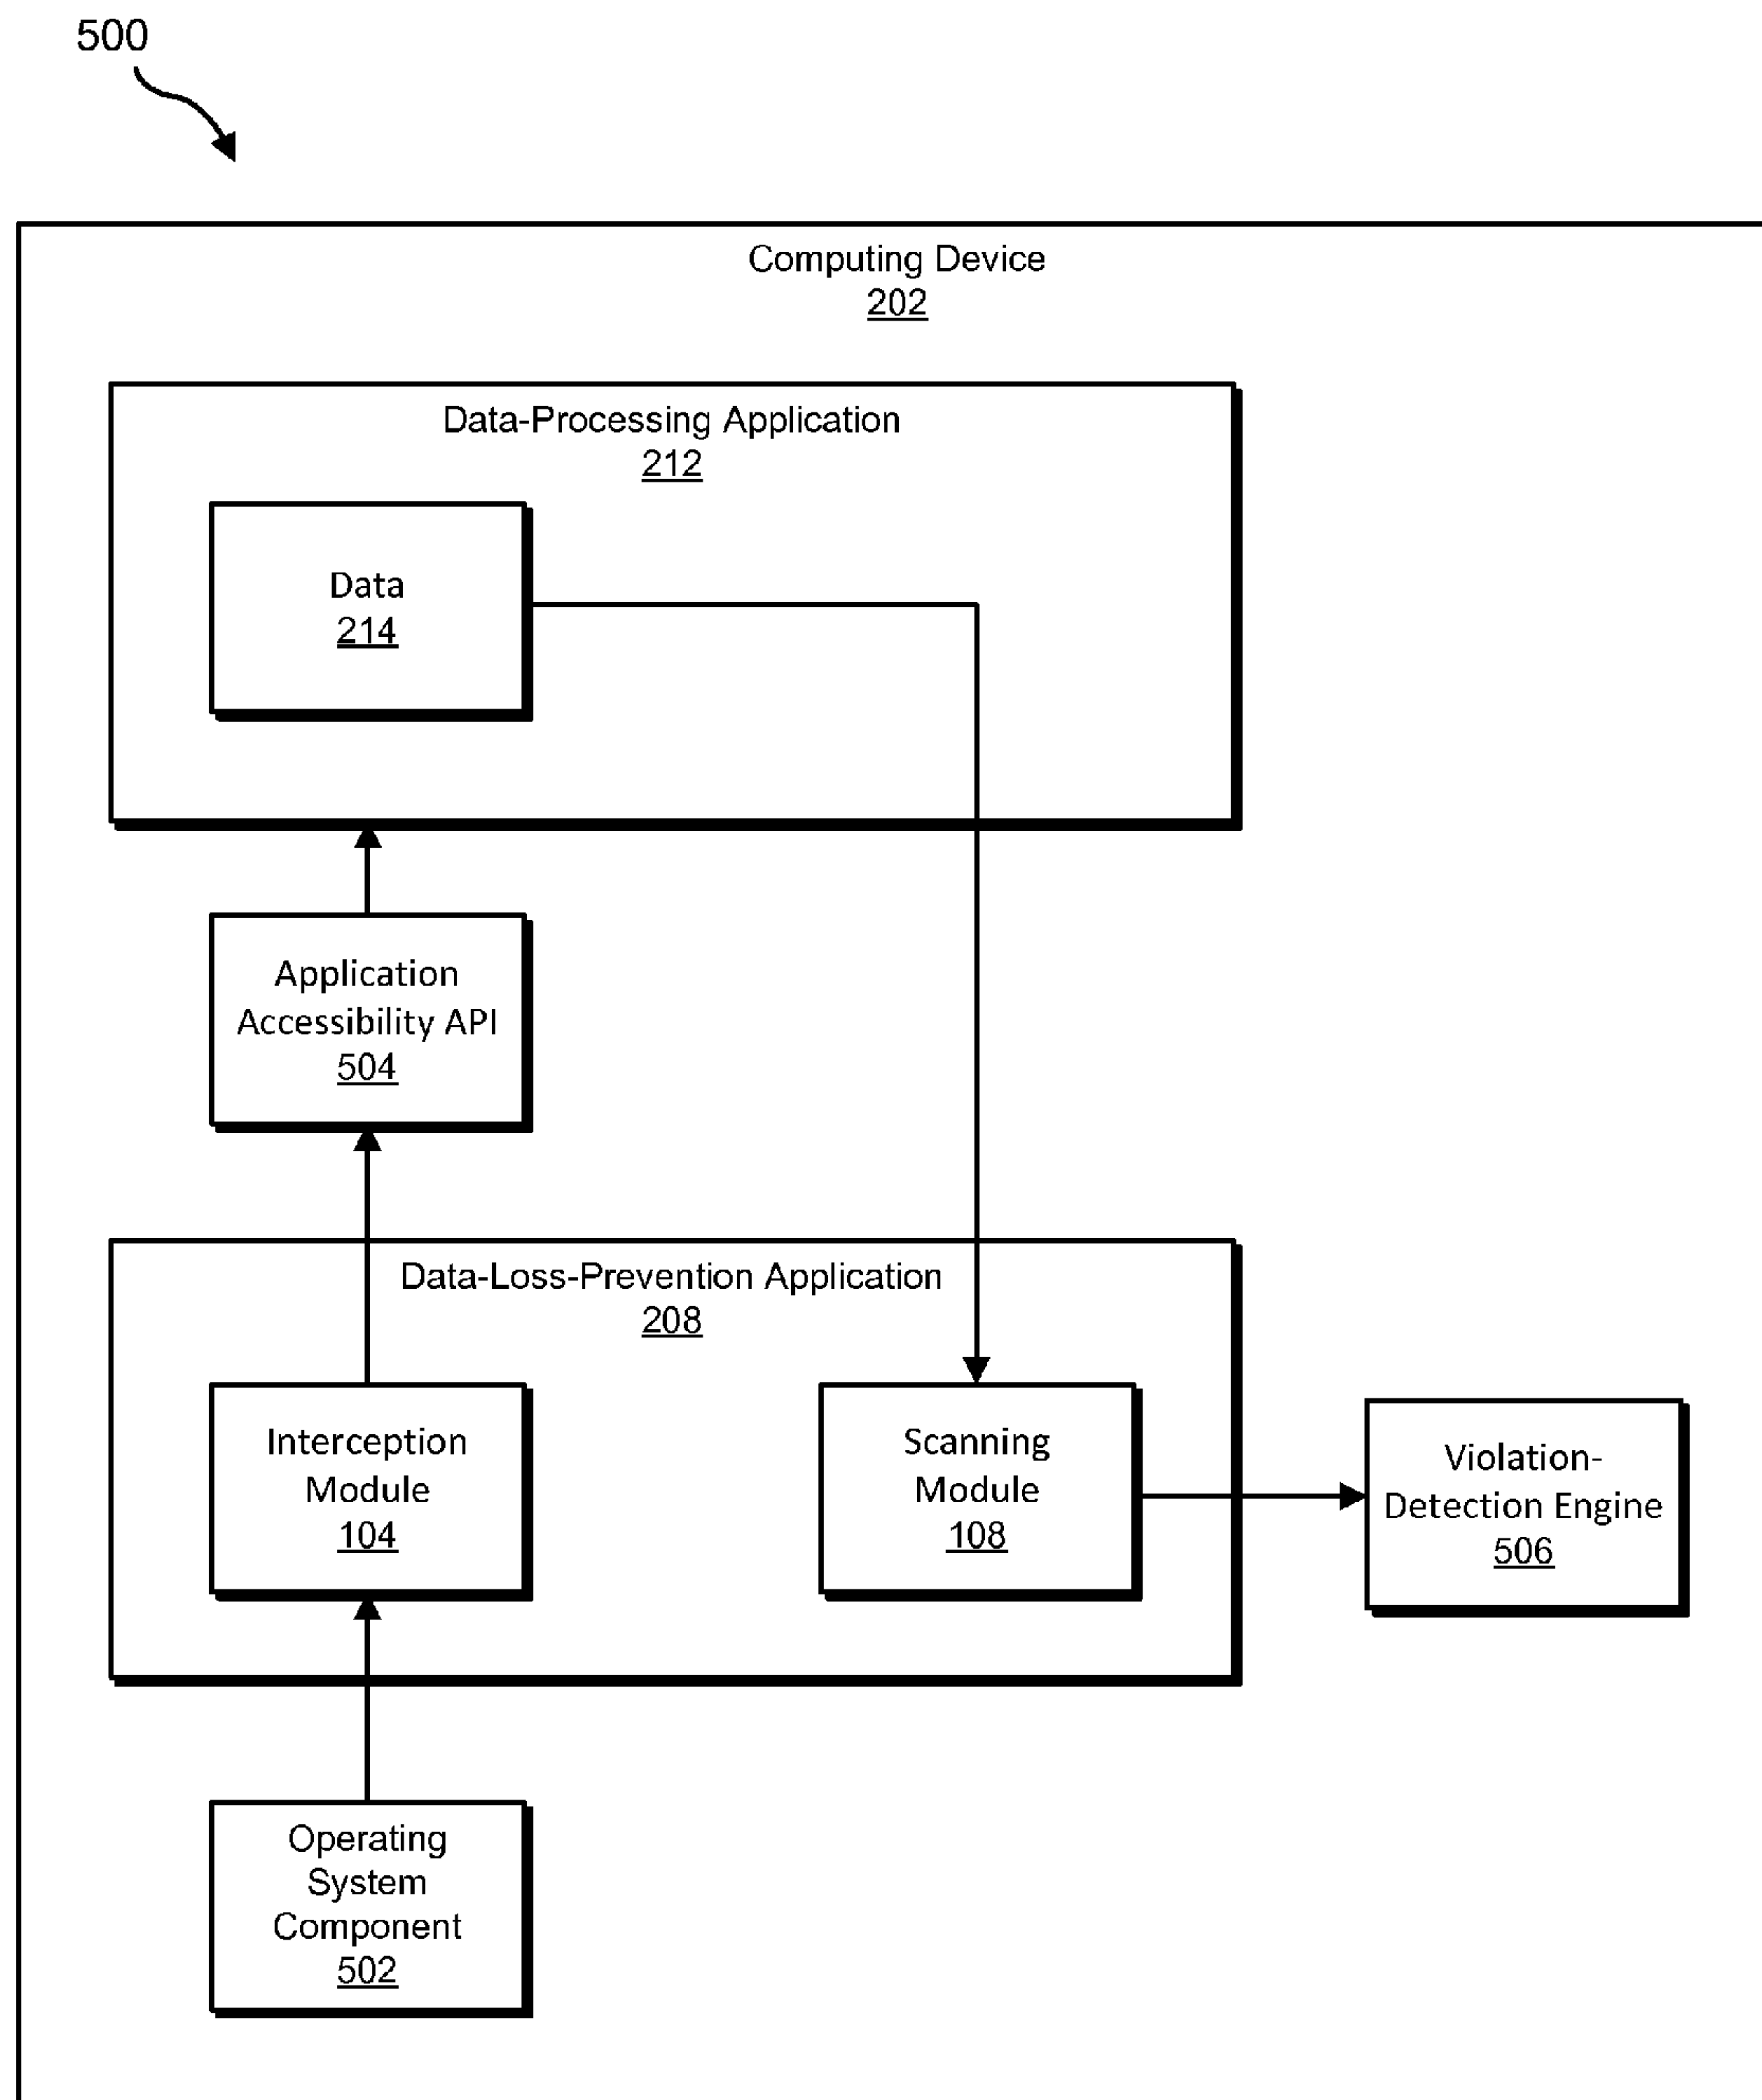 500
Computing Device
202
Data-Processing Application
212
Data
214
Application
Accessibility API
504
Data-Loss-Prevention Application
208
Interception
Module
104
Scanning
Module
108
Violation-
Detection Engine
506
Operating
System
Component
502